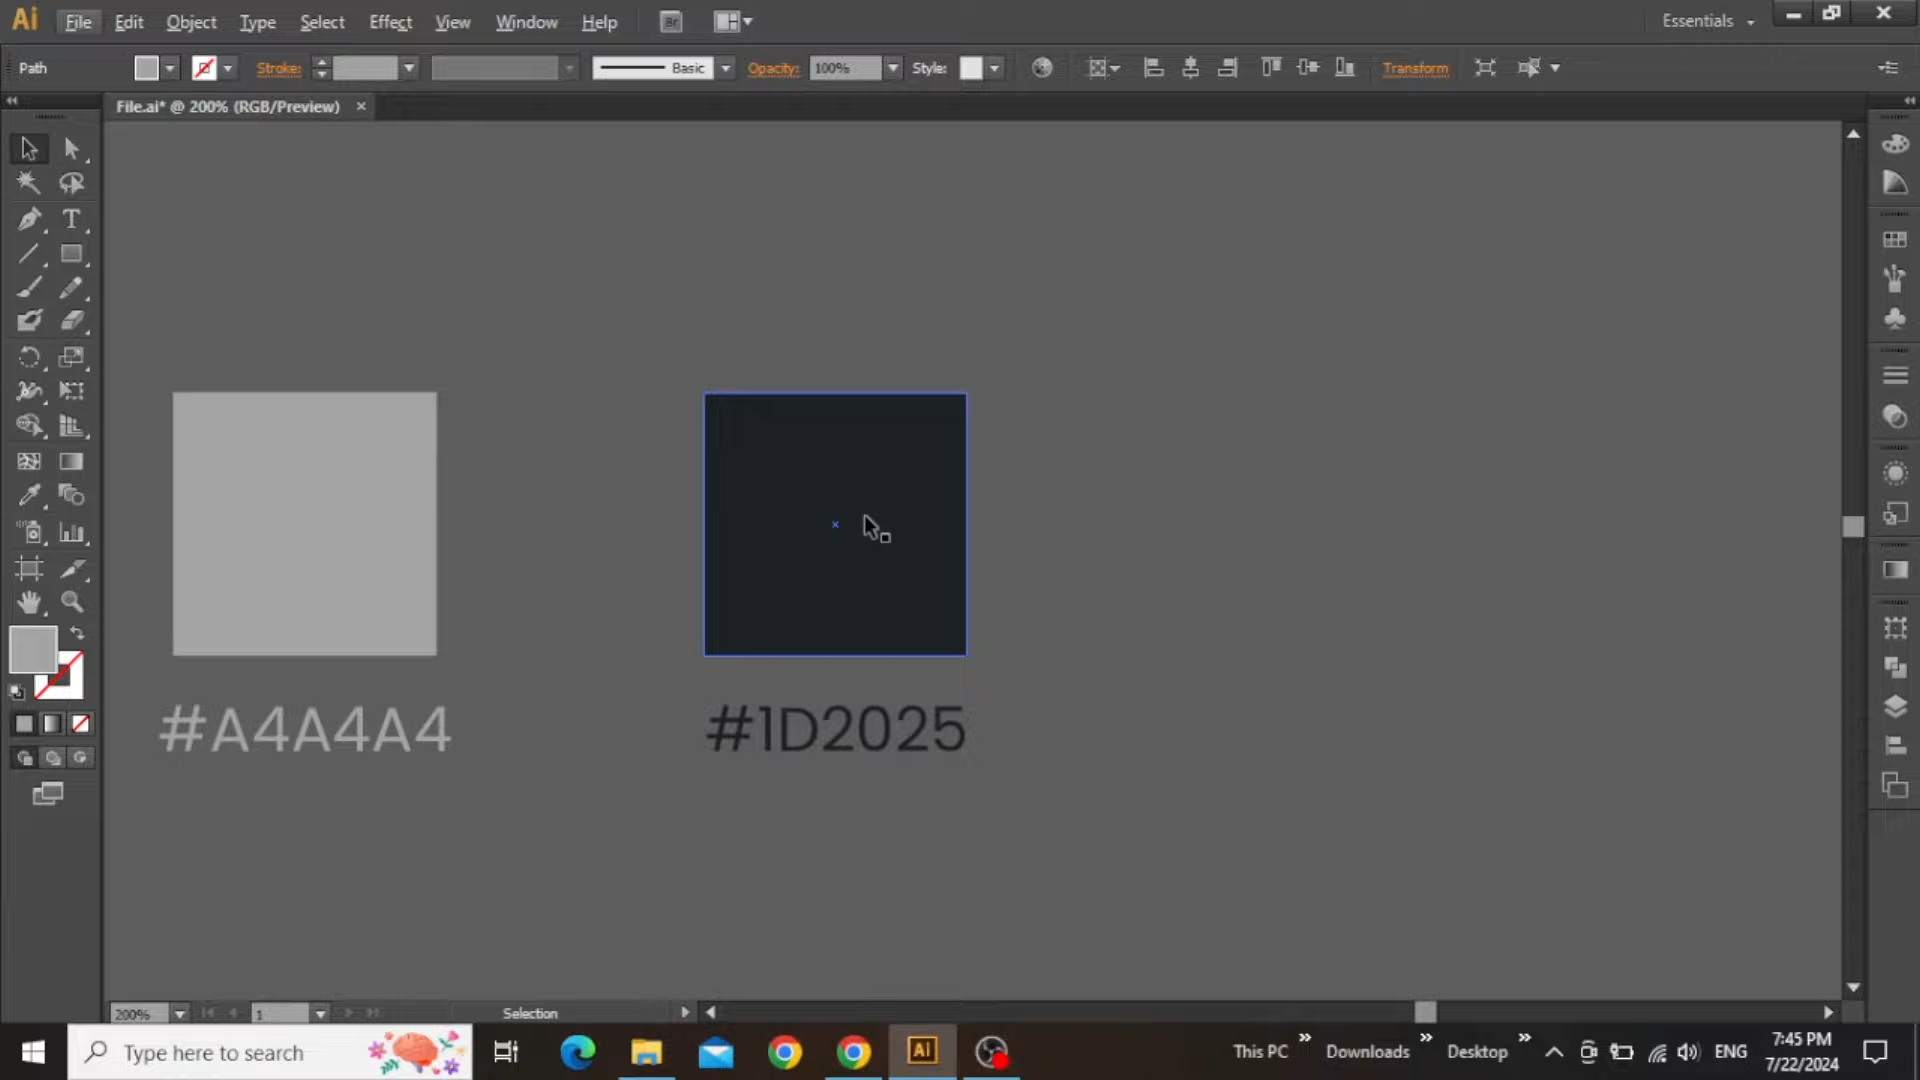 Ai File Edit Object Type Select Effect View Window Help Br Essentials
Path Stroke: Basic Opacity: 100% Style: Transform
File.ai* @ 200% (RGB/Preview)
#A4A4A4
#1D2025
200% 1 Selection
Type here to search Ai This PC Downloads Desktop ENG 7:45 PM
7/22/2024